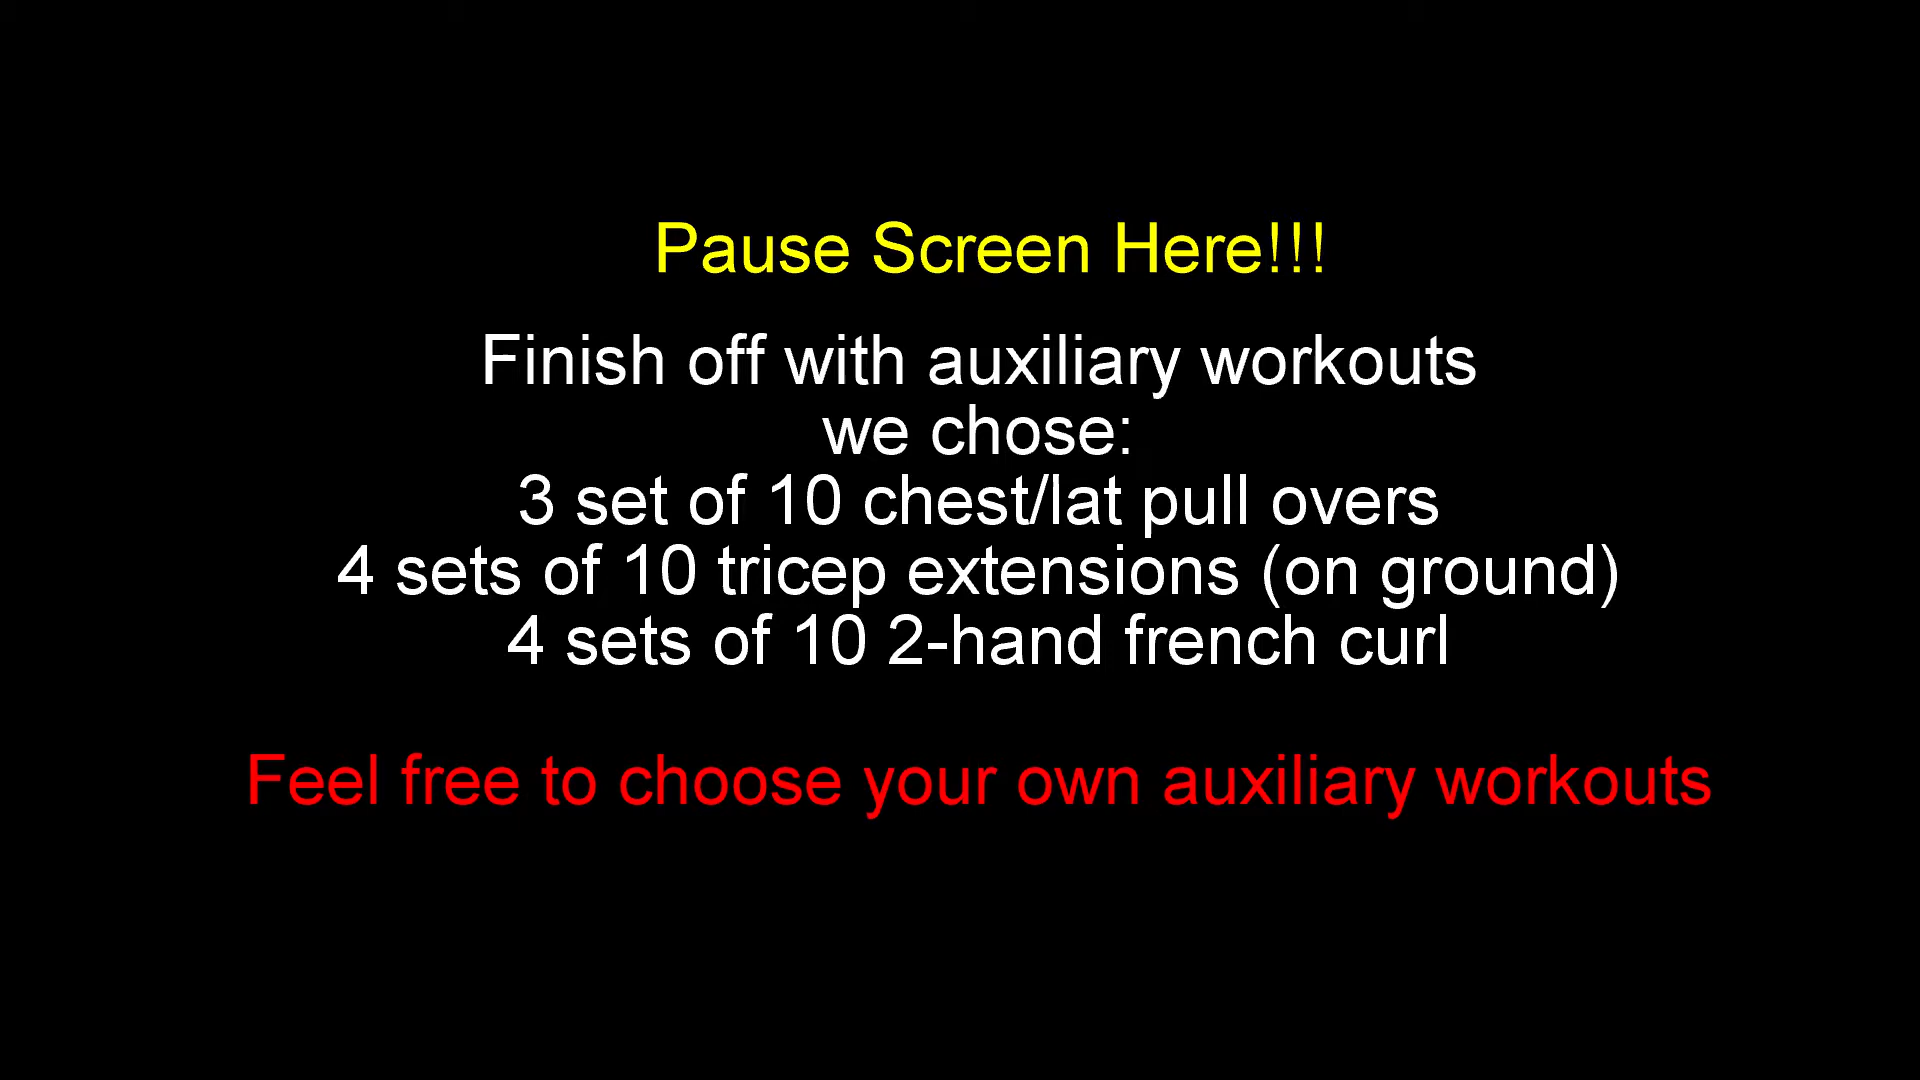 Pause Screen Here!!!
Finish off with auxiliary workouts
we chose:
3 set of 10 chest/lat pull overs
4 sets of 10 tricep extensions (on ground)
4 sets of 10 2-hand french curl
Feel free to choose your own auxiliary workouts